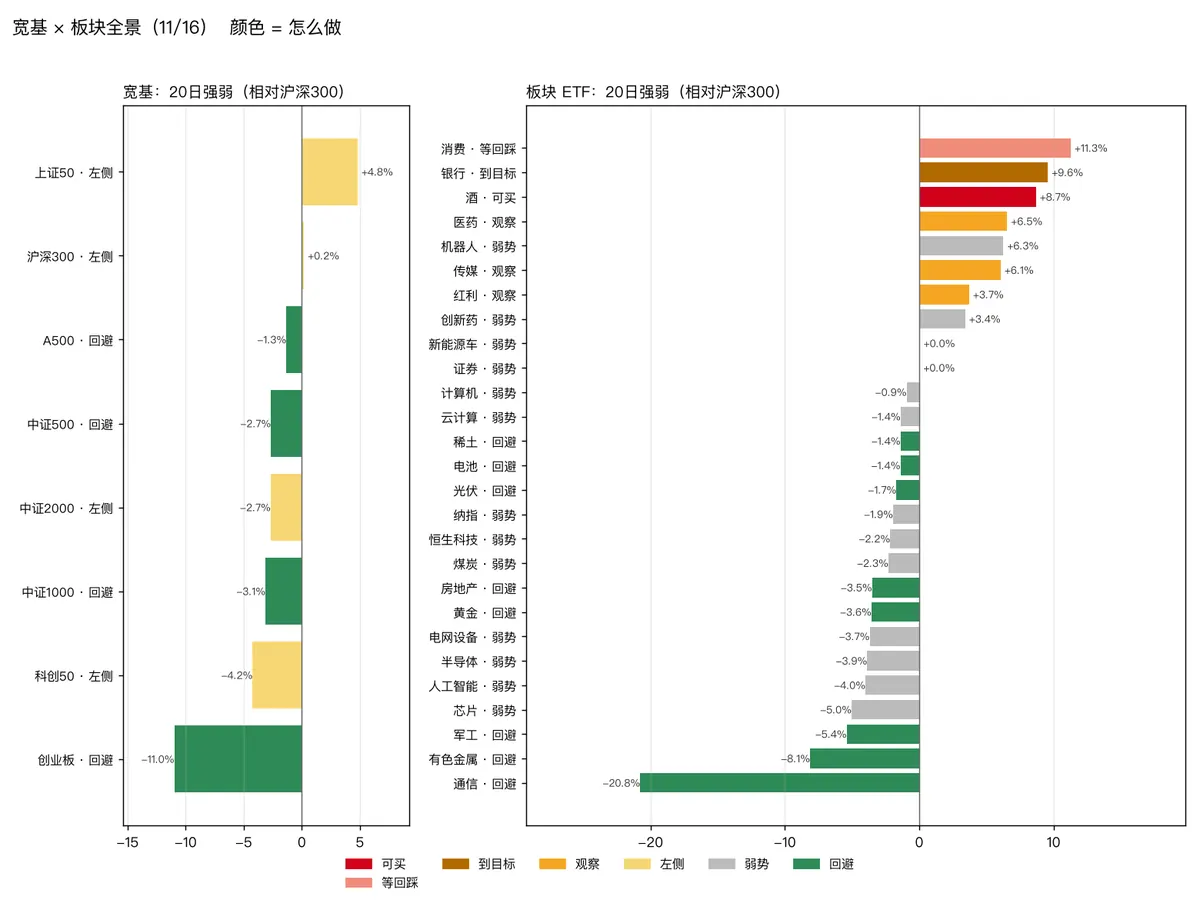 宽基 × 板块全景（11/16） 颜色 = 怎么做
宽基：20日强弱（相对沪深300）
上证50 · 左侧 +4.8%
沪深300 · 左侧 +0.2%
A500 · 回避 −1.3%
中证500 · 回避 −2.7%
中证2000 · 左侧 −2.7%
中证1000 · 回避 −3.1%
科创50 · 左侧 −4.2%
创业板 · 回避 −11.0%
−15 −10 −5 0 5
板块 ETF：20日强弱（相对沪深300）
消费 · 等回踩 +11.3%
银行 · 到目标 +9.6%
酒 · 可买 +8.7%
医药 · 观察 +6.5%
机器人 · 弱势 +6.3%
传媒 · 观察 +6.1%
红利 · 观察 +3.7%
创新药 · 弱势 +3.4%
新能源车 · 弱势 +0.0%
证券 · 弱势 +0.0%
计算机 · 弱势 −0.9%
云计算 · 弱势 −1.4%
稀土 · 回避 −1.4%
电池 · 回避 −1.4%
光伏 · 回避 −1.7%
纳指 · 弱势 −1.9%
恒生科技 · 弱势 −2.2%
煤炭 · 弱势 −2.3%
房地产 · 回避 −3.5%
黄金 · 回避 −3.6%
电网设备 · 弱势 −3.7%
半导体 · 弱势 −3.9%
人工智能 · 弱势 −4.0%
芯片 · 弱势 −5.0%
军工 · 回避 −5.4%
有色金属 · 回避 −8.1%
通信 · 回避 −20.8%
−20 −10 0 10
可买 到目标 观察 左侧 弱势 回避
等回踩